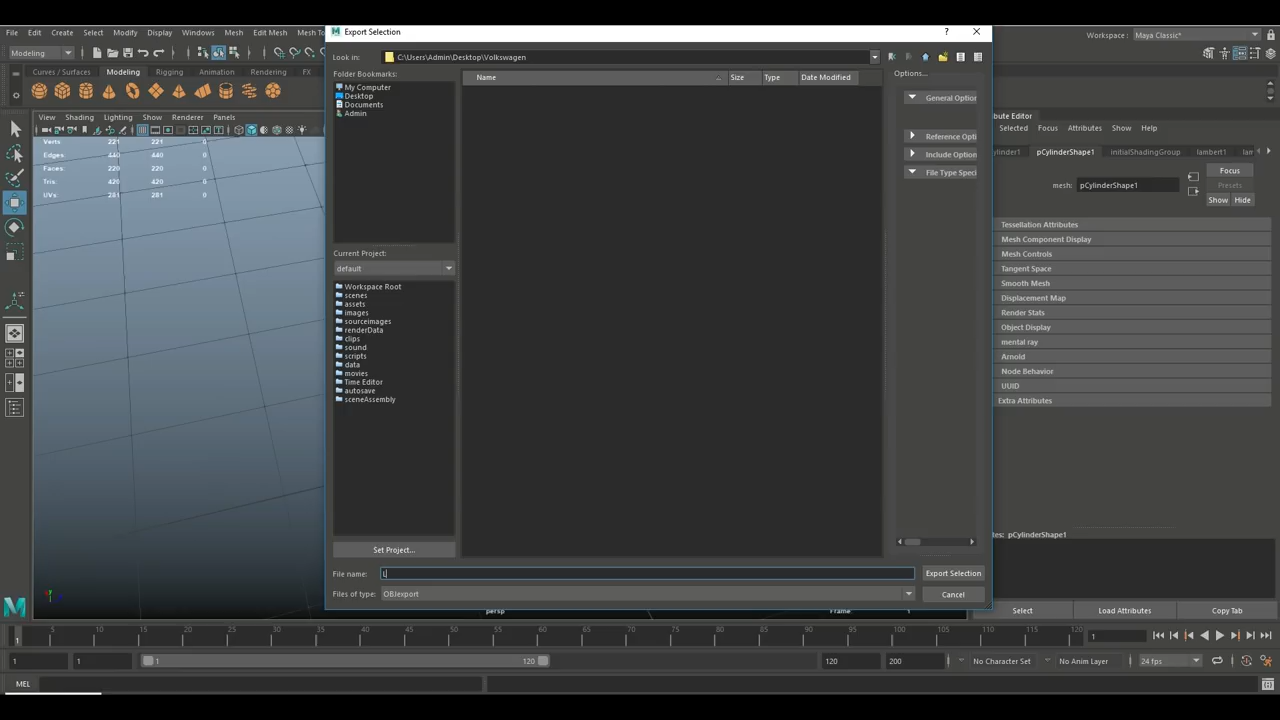 Export Selection ?
File Edit Create Select Modify Display Windows Mesh Edit Mesh Mesh To
Workspace : Maya Classic*
Modeling
Look in: C:\Users\Admin\Desktop\Volkswagen
Folder Bookmarks:
My Computer
Desktop
Documents
Admin
Name ... Size Type Date Modified
Options...
General Option
Reference Opti
Include Option
File Type Speci
Curves / Surfaces Modeling Rigging Animation Rendering FX
View Shading Lighting Show Renderer Panels
Verts 221 221 0
Edges: 440 440 0
Faces: 220 220 0
Tris: 420 420 0
UVs: 281 281 0
Current Project:
default
Workspace Root
scenes
assets
images
sourceimages
renderData
clips
sound
scripts
data
movies
Time Editor
autosave
sceneAssembly
Set Project...
File name: L
Export Selection
Files of type: OBJexport
Cancel
bute Editor
Selected Focus Attributes Show Help
ylinder1 pCylinderShape1 initialShadingGroup lambert1 lam
mesh: pCylinderShape1
Focus
Presets
Show Hide
Tessellation Attributes
Mesh Component Display
Mesh Controls
Tangent Space
Smooth Mesh
Displacement Map
Render Stats
Object Display
mental ray
Arnold
Node Behavior
UUID
Extra Attributes
tes: pCylinderShape1
persp Frame: 1
Select Load Attributes Copy Tab
1 5 10 15 20 25 30 35 40 45 50 55 60 65 70 75 80 85 90 95 100 105 110 115 120 1
1 1 1 120 120 200 No Character Set No Anim Layer 24 fps
MEL